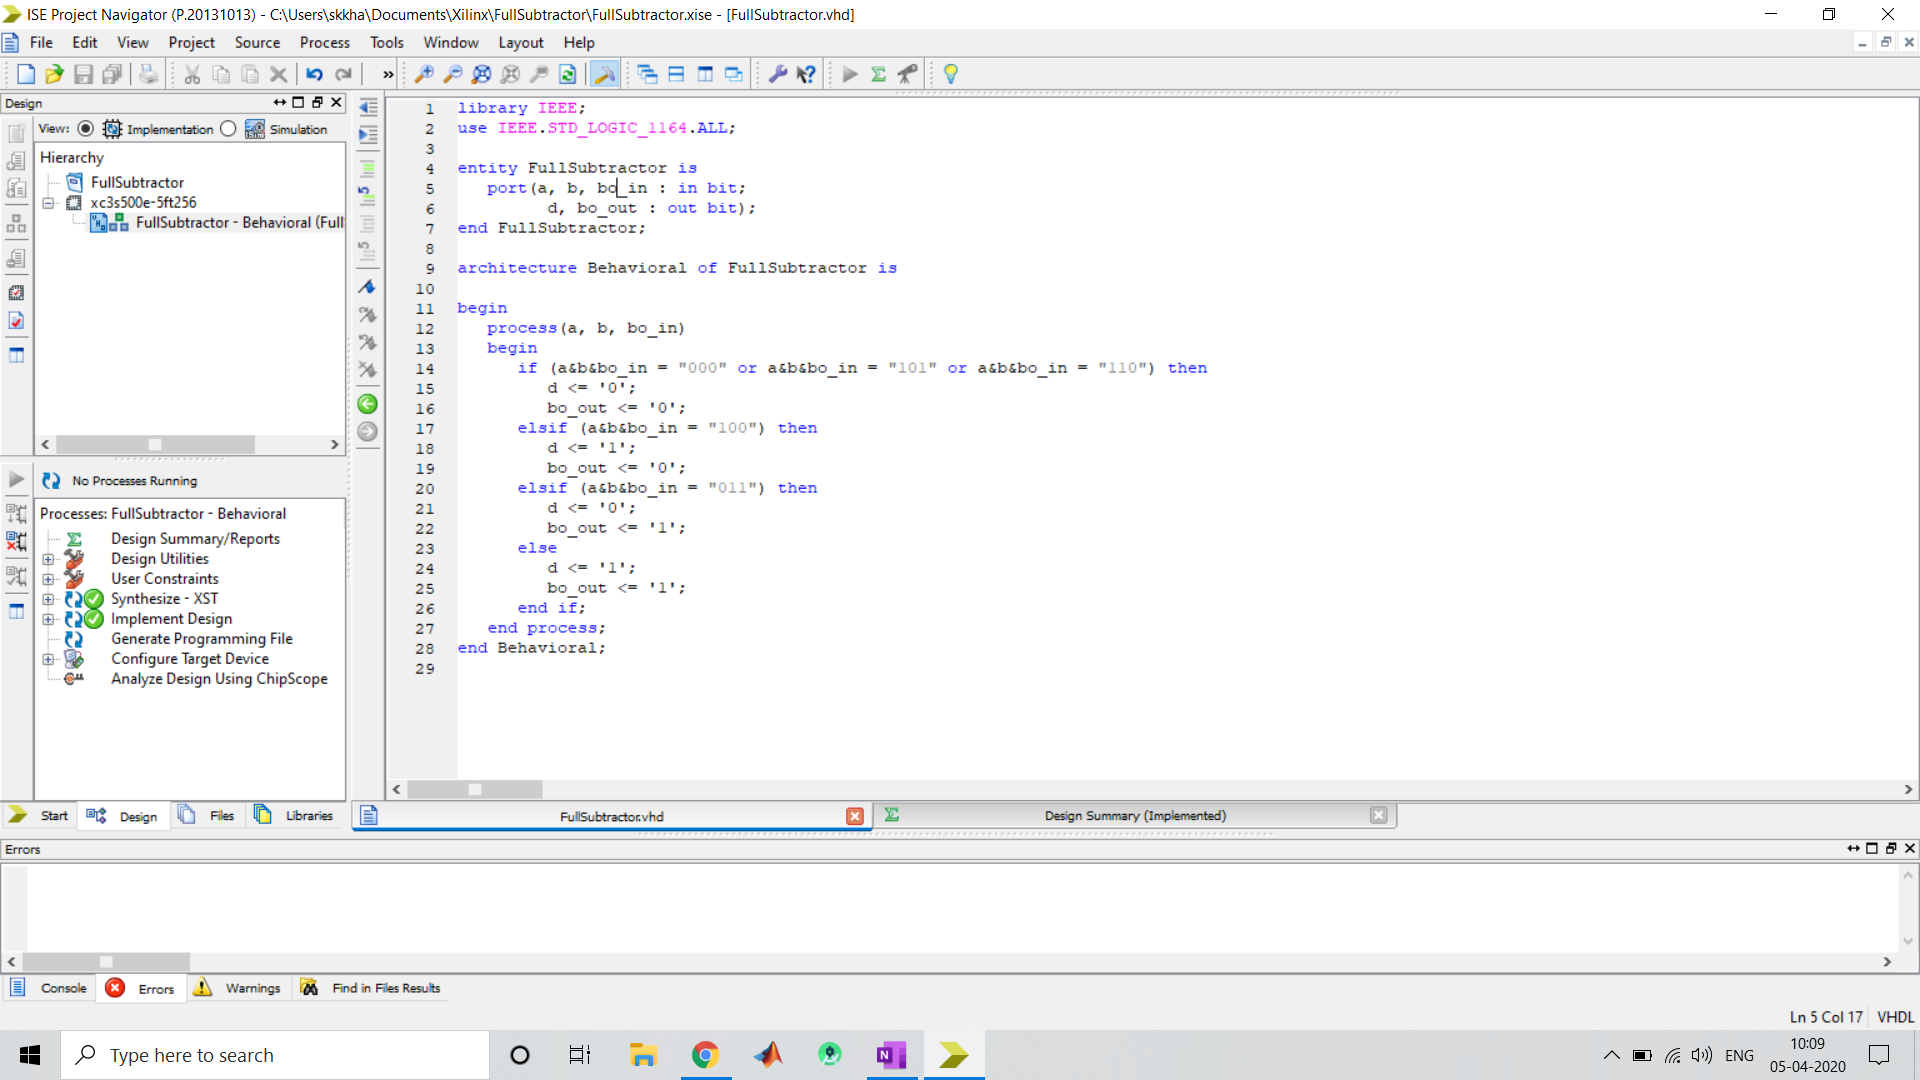 ISE Project Navigator (P.20131013) - C:\Users\skkha\Documents\Xilinx\FullSubtractor\FullSubtractor.xise - [FullSubtractor.vhd]
File Edit View Project Source Process Tools Window Layout Help
Design
View: Implementation Simulation
Hierarchy
FullSubtractor
xc3s500e-5ft256
FullSubtractor - Behavioral (Full
No Processes Running
Processes: FullSubtractor - Behavioral
Design Summary/Reports
Design Utilities
User Constraints
Synthesize - XST
Implement Design
Generate Programming File
Configure Target Device
Analyze Design Using ChipScope
Start Design Files Libraries
1 library IEEE;
2 use IEEE.STD_LOGIC_1164.ALL;
3
4 entity FullSubtractor is
5 port(a, b, bo_in : in bit;
6 d, bo_out : out bit);
7 end FullSubtractor;
8
9 architecture Behavioral of FullSubtractor is
10
11 begin
12 process(a, b, bo_in)
13 begin
14 if (a&b&bo_in = "000" or a&b&bo_in = "101" or a&b&bo_in = "110") then
15 d <= '0';
16 bo_out <= '0';
17 elsif (a&b&bo_in = "100") then
18 d <= '1';
19 bo_out <= '0';
20 elsif (a&b&bo_in = "011") then
21 d <= '0';
22 bo_out <= '1';
23 else
24 d <= '1';
25 bo_out <= '1';
26 end if;
27 end process;
28 end Behavioral;
29
FullSubtractor.vhd Design Summary (Implemented)
Errors
Console Errors Warnings Find in Files Results
Ln 5 Col 17 VHDL
Type here to search
ENG
10:09
05-04-2020